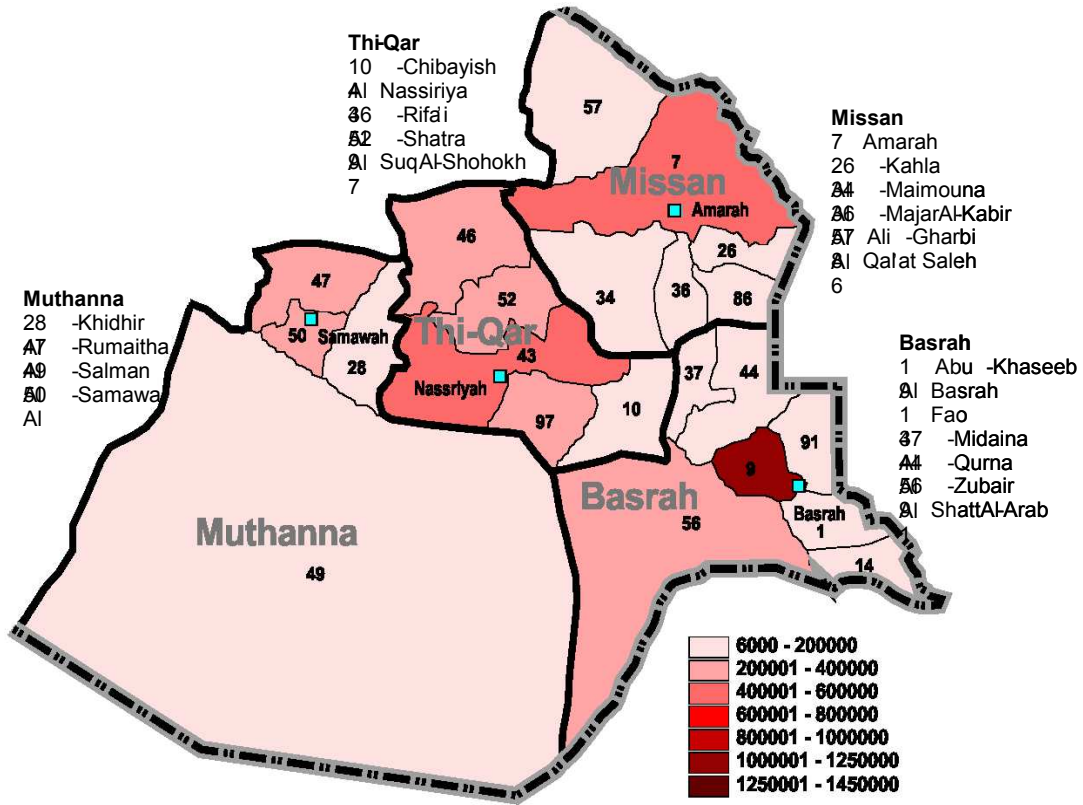 Thi-Qar
10 -Chibayish
Al Nassiriya
36 -Rifa'i
52 -Shatra
Al SuqAl-Shohokh
7
Missan
7 Amarah
26 -Kahla
34 -Maimouna
36 -MajarAl-Kabir
57 Ali -Gharbi
Al Qal'at Saleh
6
Muthanna
28 -Khidhir
47 -Rumaitha
49 -Salman
50 -Samawa
Al
Basrah
1 Abu -Khaseeb
Al Basrah
1 Fao
37 -Midaina
44 -Qurna
56 -Zubair
Al ShattAl-Arab
1
57
7
Missan
Amarah
46
26
47
52
34
36
86
50
Samawah
Thi-Qar
43
28
37
44
Nassriyah
97
10
91
9
Basrah
Basrah
56
1
Muthanna
49
14
6000 - 200000
200001 - 400000
400001 - 600000
600001 - 800000
800001 - 1000000
1000001 - 1250000
1250001 - 1450000